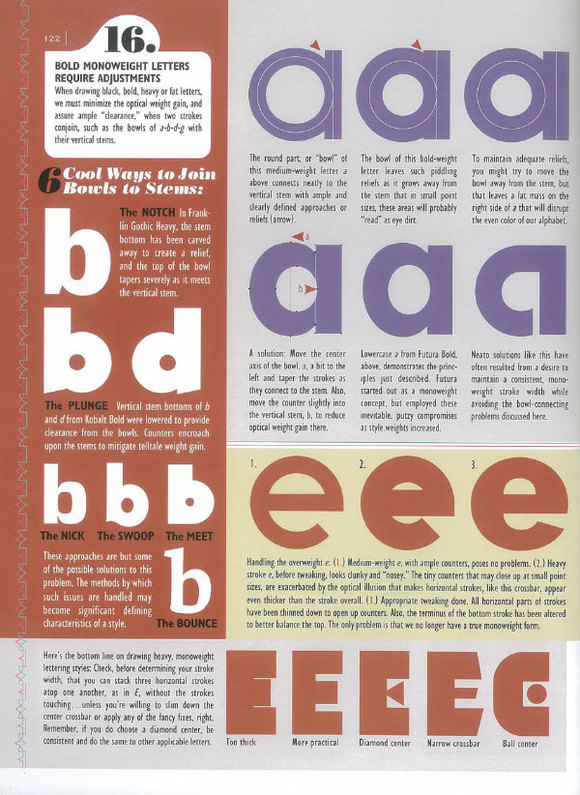 122
16.
BOLD MONOWEIGHT LETTERS
REQUIRE ADJUSTMENTS
When drawing black, bold, heavy or fat letters,
we must minimize the optical weight gain, and
assure ample "clearance," when two strokes
conjoin, such as the bowls of a-b-d-g with
their vertical stems.
6 Cool Ways to Join
Bowls to Stems:
b
The NOTCH In Frank-
lin Gothic Heavy, the stem
bottom has been carved
away to create a relief,
and the top of the bowl
tapers severely as it meets
the vertical stem.
b d
The PLUNGE Vertical stem bottoms of b
and d from Kobalt Bold were lowered to provide
clearance from the bowls. Counters encroach
upon the stems to mitigate telltale weight gain.
b b b
The NICK The SWOOP The MEET
These approaches are but some
of the possible solutions to this
problem. The methods by which
such issues are handled may
become significant defining
characteristics of a style.
b
The BOUNCE
a a a
The round part, or "bowl" of
this medium-weight letter a
above connects neatly to the
vertical stem with ample and
clearly defined approaches or
reliefs (arrow).
The bowl of this bold-weight
letter leaves such piddling
reliefs as it grows away from
the stem that in small point
sizes, these areas will probably
"read" as eye dirt.
To maintain adequate reliefs,
you might try to move the
bowl away from the stem, but
that leaves a fat mass on the
right side of a that will disrupt
the even color of our alphabet.
a
b
a a a
A solution: Move the center
axis of the bowl, a, a bit to the
left and taper the strokes as
they connect to the stem. Also,
move the counter slightly into
the vertical stem, b, to reduce
optical weight gain there.
Lowercase a from Futura Bold,
above, demonstrates the princ-
iples just described. Futura
started out as a monoweight
concept, but employed these
inevitable, putzy compromises
as style weights increased.
Neato solutions like this have
often resulted from a desire to
maintain a consistent, mono-
weight stroke width while
avoiding the bowl-connecting
problems discussed here.
1. 2. 3.
e e e
Handling the overweight e: (1.) Medium-weight e, with ample counters, poses no problems. (2.) Heavy
stroke e, before tweaking, looks clunky and "nosey." The tiny counters that may close up at small point
sizes, are exacerbated by the optical illusion that makes horizontal strokes, like this crossbar, appear
even thicker than the stroke overall. (3.) Appropriate tweaking done. All horizontal parts of strokes
have been thinned down to open up counters. Also, the terminus of the bottom stroke has been altered
to better balance the top. The only problem is that we no longer have a true monoweight form.
Here's the bottom line on drawing heavy, monoweight
lettering styles: Check, before determining your stroke
width, that you can stack three horizontal strokes
atop one another, as in E, without the strokes
touching...unless you're willing to slim down the
center crossbar or apply any of the fancy fixes, right.
Remember, if you do choose a diamond center, be
consistent and do the same to other applicable letters.
E E E E E
Too thick More practical Diamond center Narrow crossbar Ball center